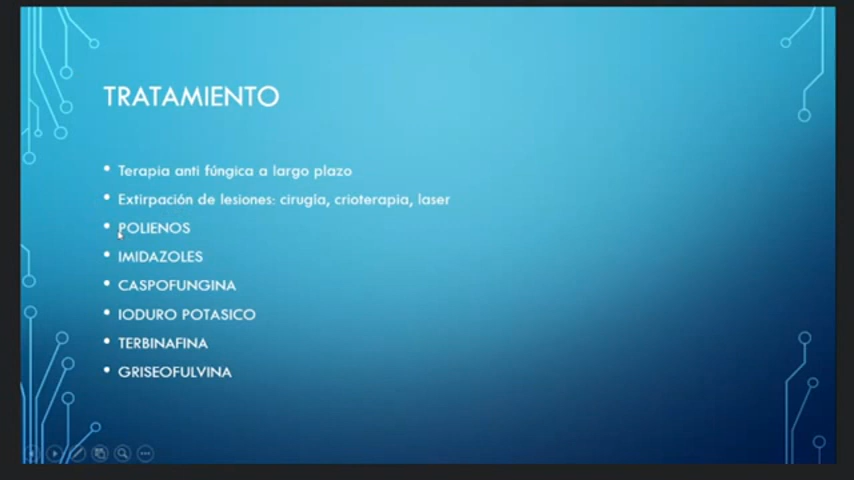 TRATAMIENTO
• Terapia anti fúngica a largo plazo
• Extirpación de lesiones: cirugía, crioterapia, laser
• POLIENOS
• IMIDAZOLES
• CASPOFUNGINA
• IODURO POTASICO
• TERBINAFINA
• GRISEOFULVINA